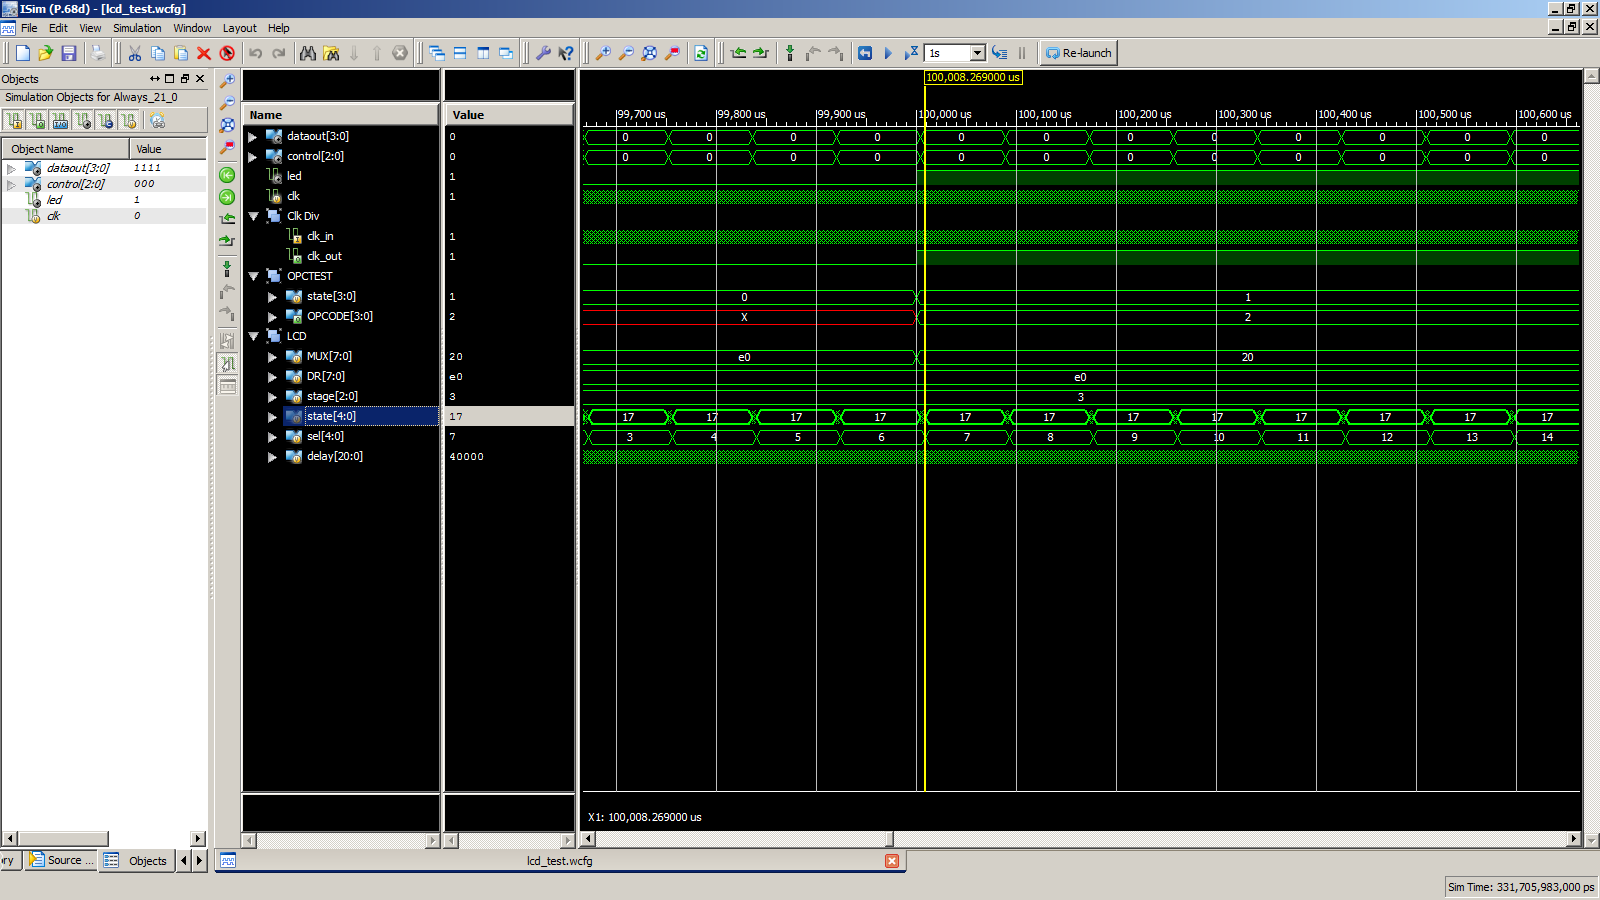 ISim (P.68d) - [lcd_test.wcfg]
File Edit View Simulation Window Layout Help
1s
Re-launch
Objects
Simulation Objects for Always_21_0
Object Name Value
dataout[3:0] 1111
control[2:0] 000
led 1
clk 0
Name Value
dataout[3:0] 0
control[2:0] 0
led 1
clk 1
Clk Div
clk_in 1
clk_out 1
OPCTEST
state[3:0] 1
OPCODE[3:0] 2
LCD
MUX[7:0] 20
DR[7:0] e0
stage[2:0] 3
state[4:0] 17
sel[4:0] 7
delay[20:0] 40000
100,008.269000 us
99,700 us 99,800 us 99,900 us 100,000 us 100,100 us 100,200 us 100,300 us 100,400 us 100,500 us 100,600 us
0 0 0 0 0 0 0 0 0 0 0 0
0 0 0 0 0 0 0 0 0 0 0 0
0 1
X 2
e0 20
e0
3
17 17 17 17 17 17 17 17 17 17 17 17
3 4 5 6 7 8 9 10 11 12 13 14
X1: 100,008.269000 us
ry Source ... Objects
lcd_test.wcfg
Sim Time: 331,705,983,000 ps